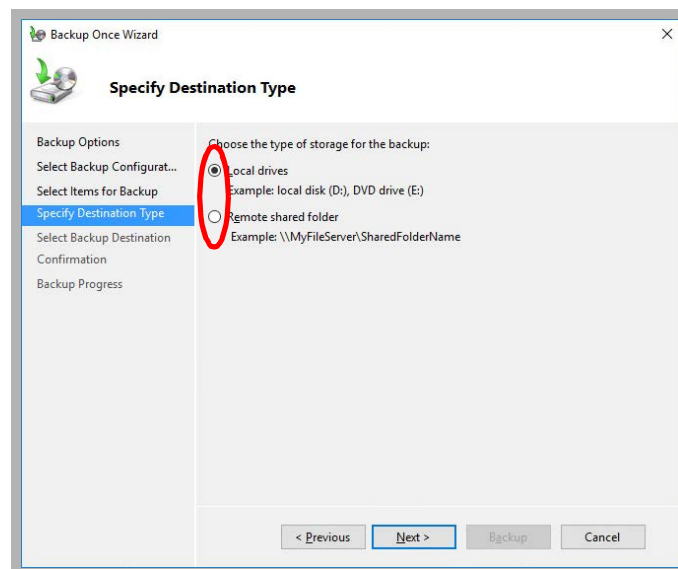 Backup Once Wizard
Specify Destination Type
Backup Options
Select Backup Configurat...
Select Items for Backup
Specify Destination Type
Select Backup Destination
Confirmation
Backup Progress
Choose the type of storage for the backup:
Local drives
Example: local disk (D:), DVD drive (E:)
Remote shared folder
Example: \\MyFileServer\SharedFolderName
< Previous Next > Backup Cancel